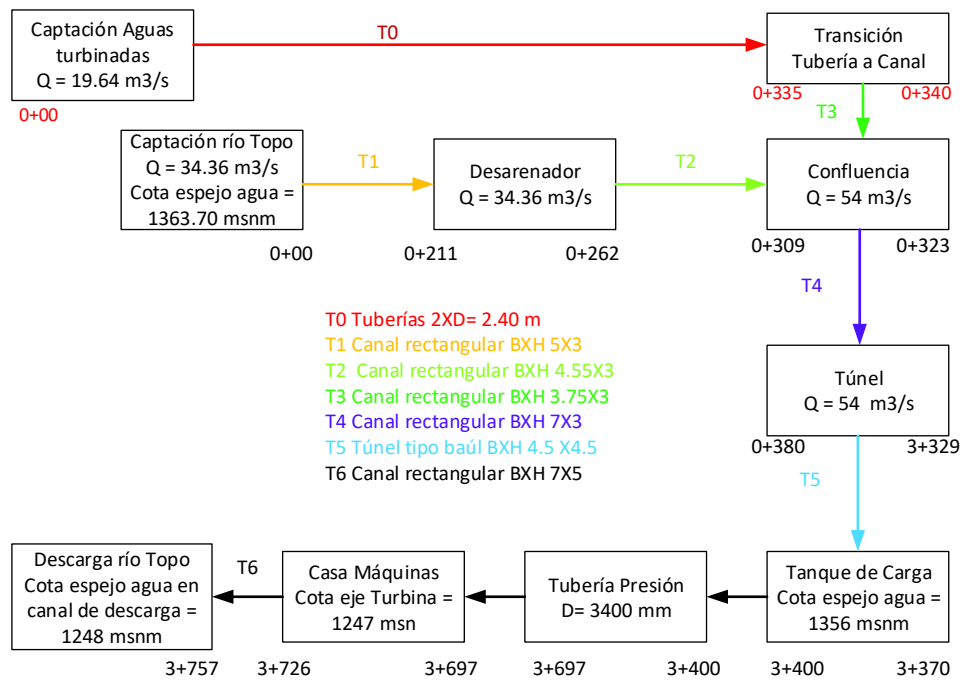 Captación Aguas
turbinadas
Q = 19.64 m3/s
T0
Transición
Tubería a Canal
0+00
0+335
0+340
T3
Captación río Topo
Q = 34.36 m3/s
Cota espejo agua =
1363.70 msnm
T1
Desarenador
Q = 34.36 m3/s
T2
Confluencia
Q = 54 m3/s
0+00
0+211
0+262
0+309
0+323
T4
T0 Tuberías 2XD= 2.40 m
T1 Canal rectangular BXH 5X3
T2 Canal rectangular BXH 4.55X3
T3 Canal rectangular BXH 3.75X3
T4 Canal rectangular BXH 7X3
T5 Túnel tipo baúl BXH 4.5 X4.5
T6 Canal rectangular BXH 7X5
Túnel
Q = 54 m3/s
0+380
3+329
T5
Descarga río Topo
Cota espejo agua en
canal de descarga =
1248 msnm
T6
Casa Máquinas
Cota eje Turbina =
1247 msn
Tubería Presión
D= 3400 mm
Tanque de Carga
Cota espejo agua =
1356 msnm
3+757
3+726
3+697
3+697
3+400
3+400
3+370